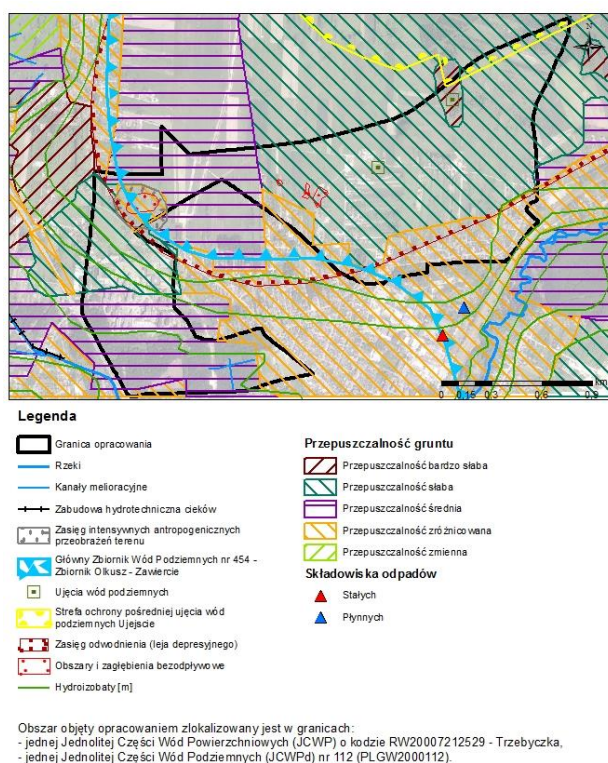 0 0,15 0,3 0,6 0,9
km
Legenda
Granica opracowania
Rzeki
Kanały melioracyjne
Zabudowa hydrotechniczna cieków
Zasięg intensywnych antropogenicznych
przeobrażeń terenu
Główny Zbiornik Wód Podziemnych nr 454 -
Zbiornik Olkusz - Zawiercie
Ujęcia wód podziemnych
Strefa ochrony pośredniej ujęcia wód
podziemnych Ujejsce
Zasięg odwodnienia (leja depresyjnego)
Obszary i zagłębienia bezodpływowe
Hydroizobaty [m]
Przepuszczalność gruntu
Przepuszczalność bardzo słaba
Przepuszczalność słaba
Przepuszczalność średnia
Przepuszczalność zróżnicowana
Przepuszczalność zmienna
Składowiska odpadów
Stałych
Płynnych
Obszar objęty opracowaniem zlokalizowany jest w granicach:
- jednej Jednolitej Części Wód Powierzchniowych (JCWP) o kodzie RW20007212529 - Trzebyczka,
- jednej Jednolitej Części Wód Podziemnych (JCWPd) nr 112 (PLGW2000112).